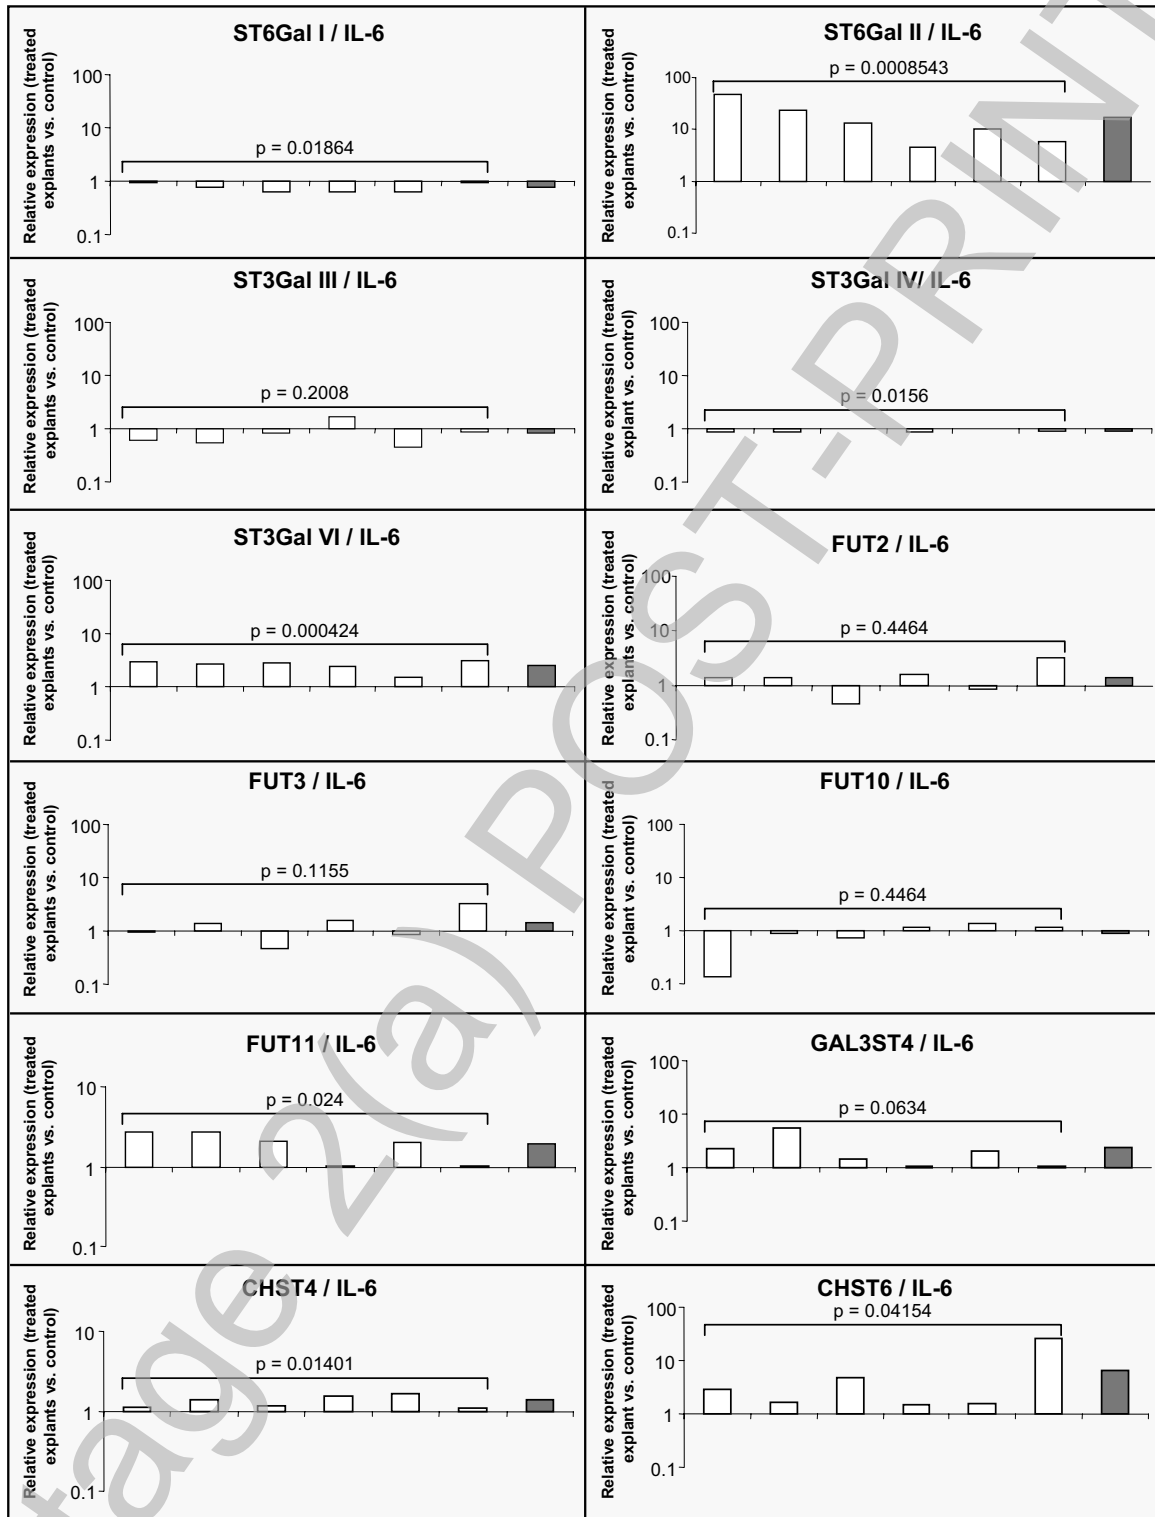 ST6Gal I / IL-6
Relative expression (treated
explants vs. control)
100
10
1
0.1
p = 0.01864
ST6Gal II / IL-6
Relative expression (treated
explants vs. control)
100
10
1
0.1
p = 0.0008543
ST3Gal III / IL-6
Relative expression (treated
explants vs. control)
100
10
1
0.1
p = 0.2008
ST3Gal IV/ IL-6
Relative expression (treated
explant vs. control)
100
10
1
0.1
p = 0.0156
ST3Gal VI / IL-6
Relative expression (treated
explants vs. control)
100
10
1
0.1
p = 0.000424
FUT2 / IL-6
Relative expression (treated
explants vs. control)
100
10
1
0.1
p = 0.4464
FUT3 / IL-6
Relative expression (treated
explants vs. control)
100
10
1
0.1
p = 0.1155
FUT10 / IL-6
Relative expression (treated
explant vs. control)
100
10
1
0.1
p = 0.4464
FUT11 / IL-6
Relative expression (treated
explants vs. control)
10
1
0.1
p = 0.024
GAL3ST4 / IL-6
Relative expression (treated
explants vs. control)
100
10
1
0.1
p = 0.0634
CHST4 / IL-6
Relative expression (treated
explants vs. control)
10
1
0.1
p = 0.01401
CHST6 / IL-6
Relative expression (treated
explant vs. control)
100
10
1
0.1
p = 0.04154
tage 2(a) POST-PRINT